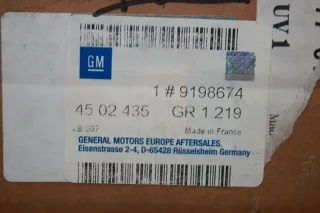 GM
1 # 9198674
45 02 435 GR 1.219
Made in France
GENERAL MOTORS EUROPE AFTERSALES.
Eisenstrasse 2-4, D-65428 Rüsselsheim Germany
UV1